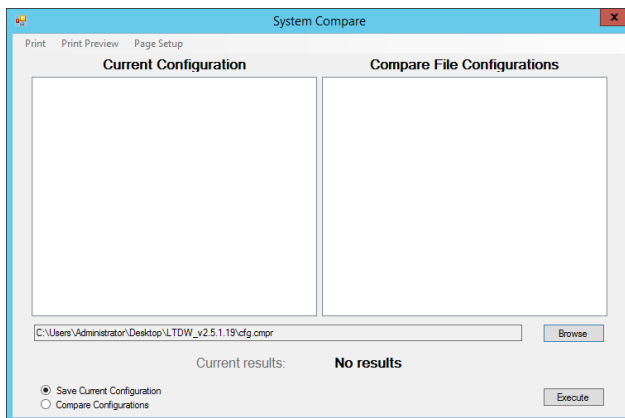 System Compare
x
Print Print Preview Page Setup
Current Configuration Compare File Configurations
C:\Users\Administrator\Desktop\LTDW_v2.5.1.19\cfg.cmpr Browse
Current results: No results
Save Current Configuration
Compare Configurations
Execute